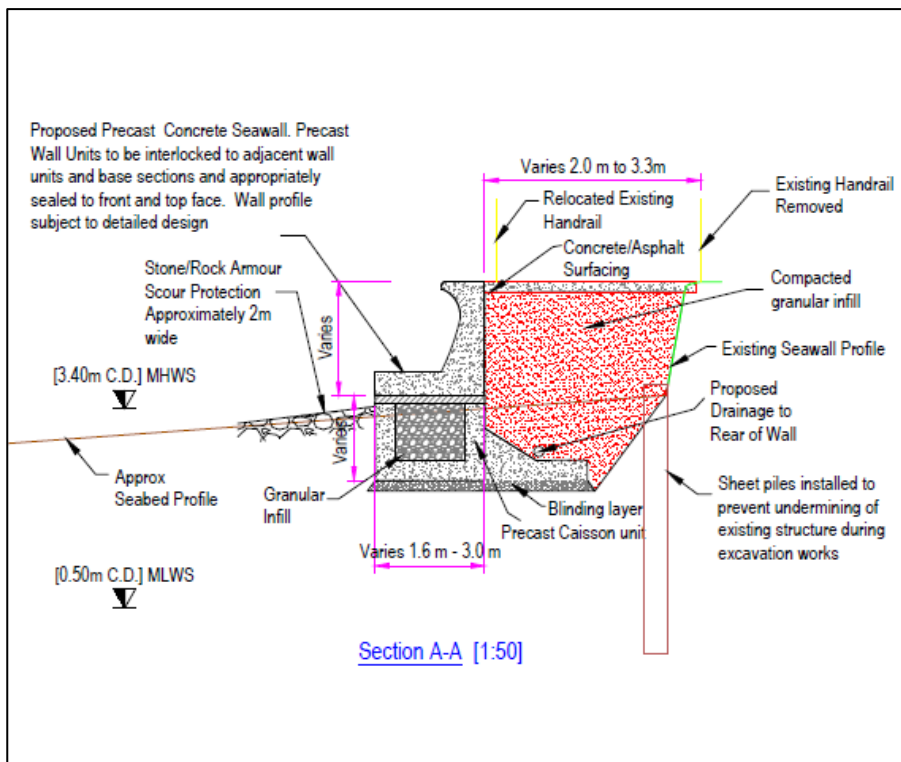 Proposed Precast Concrete Seawall. Precast
Wall Units to be interlocked to adjacent wall
units and base sections and appropriately
sealed to front and top face. Wall profile
subject to detailed design
Varies 2.0 m to 3.3m
Relocated Existing
Handrail
Existing Handrail
Removed
Concrete/Asphalt
Surfacing
Stone/Rock Armour
Scour Protection
Approximately 2m
wide
Compacted
granular infill
Varies
Existing Seawall Profile
[3.40m C.D.] MHWS
Proposed
Drainage to
Rear of Wall
Varies
Approx
Seabed Profile
Granular
Infill
Blinding layer
Precast Caisson unit
Sheet piles installed to
prevent undermining of
existing structure during
excavation works
Varies 1.6 m - 3.0 m
[0.50m C.D.] MLWS
Section A-A [1:50]